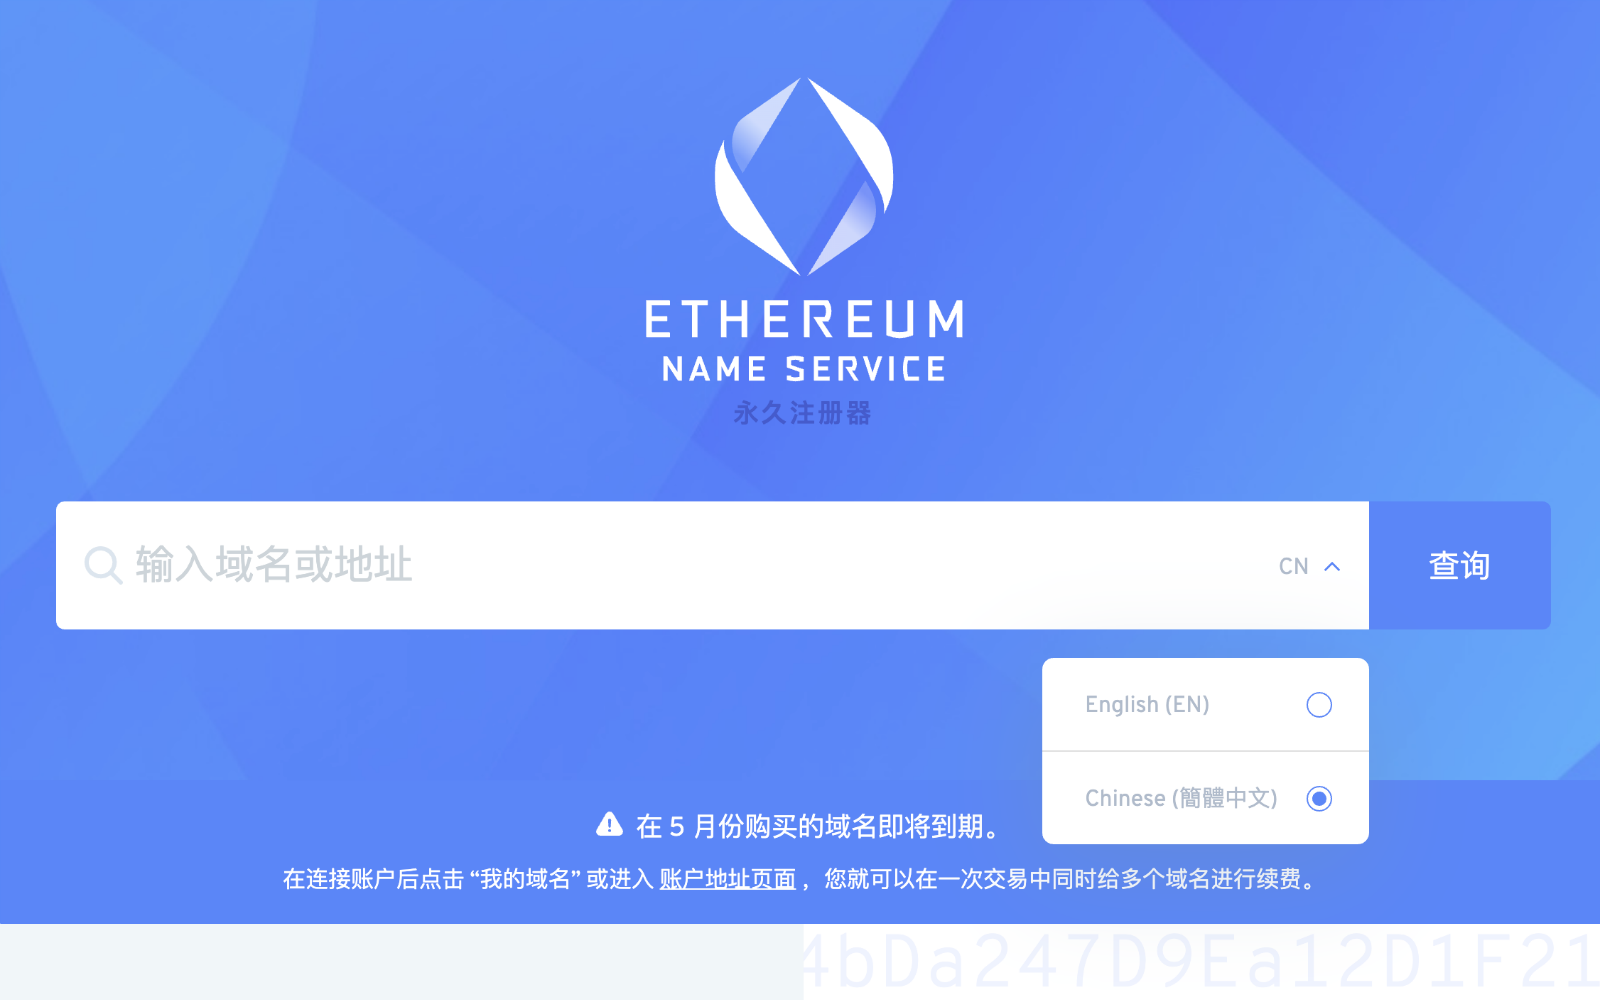 ETHEREUM
NAME SERVICE
永久注册器
输入域名或地址
CN
查询
English (EN)
Chinese (簡體中文)
在 5 月份购买的域名即将到期。
在连接账户后点击 “我的域名” 或进入 账户地址页面 ，您就可以在一次交易中同时给多个域名进行续费。
4bDa247D9Ea12D1F21